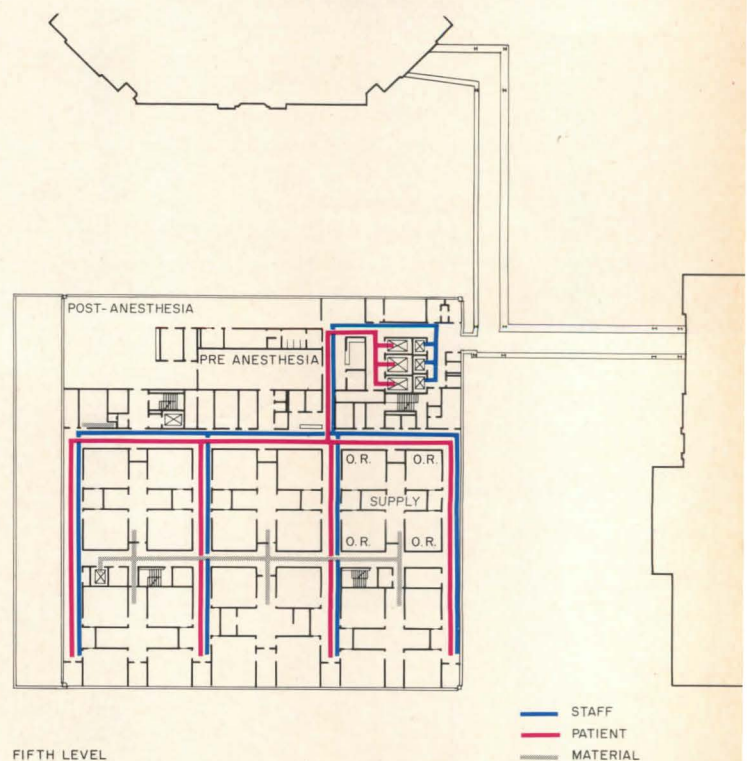 POST-ANESTHESIA
PRE ANESTHESIA
O.R. O.R.
SUPPLY
O.R. O.R.
STAFF
PATIENT
MATERIAL
FIFTH LEVEL